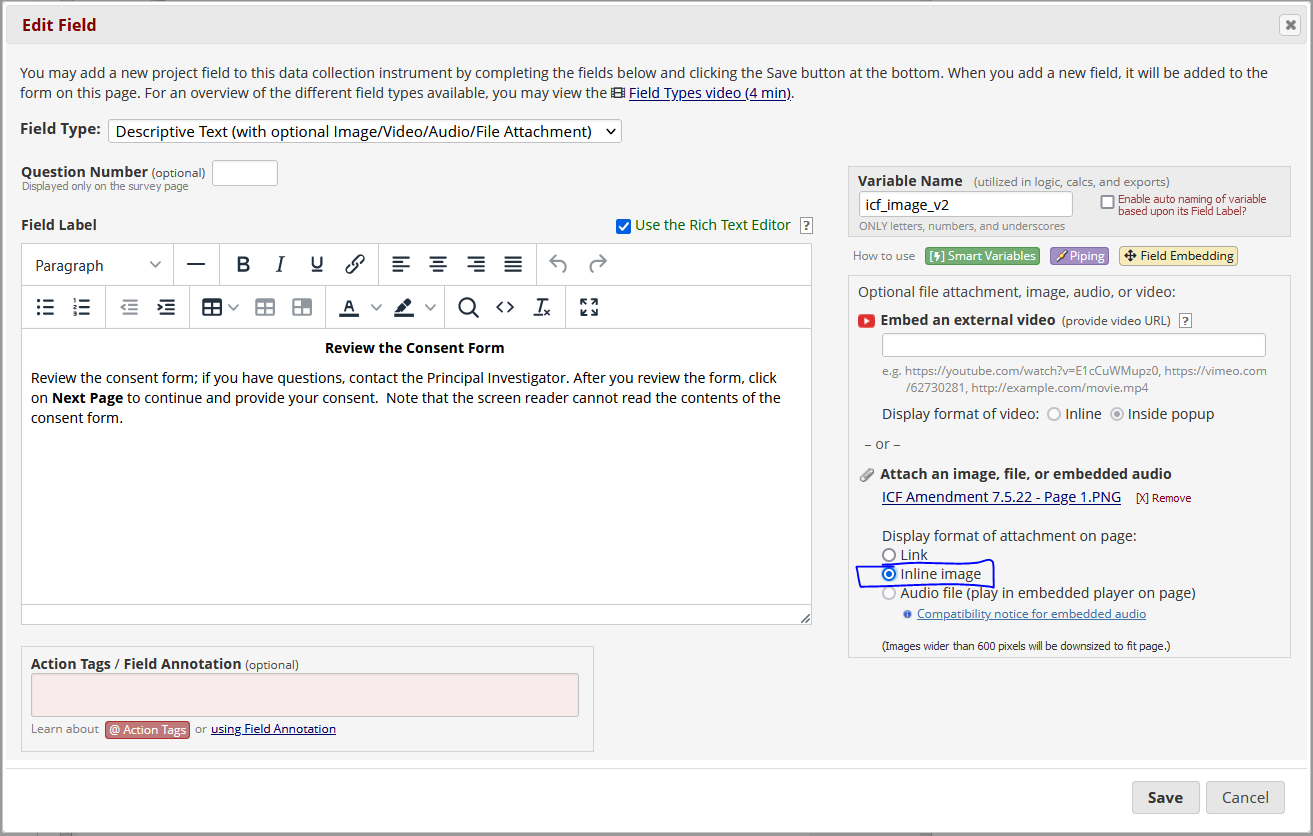 Edit Field
You may add a new project field to this data collection instrument by completing the fields below and clicking the Save button at the bottom. When you add a new field, it will be added to the
form on this page. For an overview of the different field types available, you may view the Field Types video (4 min).
Field Type: Descriptive Text (with optional Image/Video/Audio/File Attachment)
Question Number (optional)
Displayed only on the survey page
Field Label
Use the Rich Text Editor ?
Paragraph
Review the Consent Form
Review the consent form; if you have questions, contact the Principal Investigator. After you review the form, click
on Next Page to continue and provide your consent. Note that the screen reader cannot read the contents of the
consent form.
Action Tags / Field Annotation (optional)
Learn about @ Action Tags or using Field Annotation
Variable Name (utilized in logic, calcs, and exports)
icf_image_v2
Enable auto naming of variable
based upon its Field Label?
ONLY letters, numbers, and underscores
How to use Smart Variables Piping Field Embedding
Optional file attachment, image, audio, or video:
Embed an external video (provide video URL) ?
e.g. https://youtube.com/watch?v=E1cCuWMupz0, https://vimeo.com
/62730281, http://example.com/movie.mp4
Display format of video: Inline Inside popup
– or –
Attach an image, file, or embedded audio
ICF Amendment 7.5.22 - Page 1.PNG [X] Remove
Display format of attachment on page:
Link
Inline image
Audio file (play in embedded player on page)
Compatibility notice for embedded audio
(Images wider than 600 pixels will be downsized to fit page.)
Save Cancel